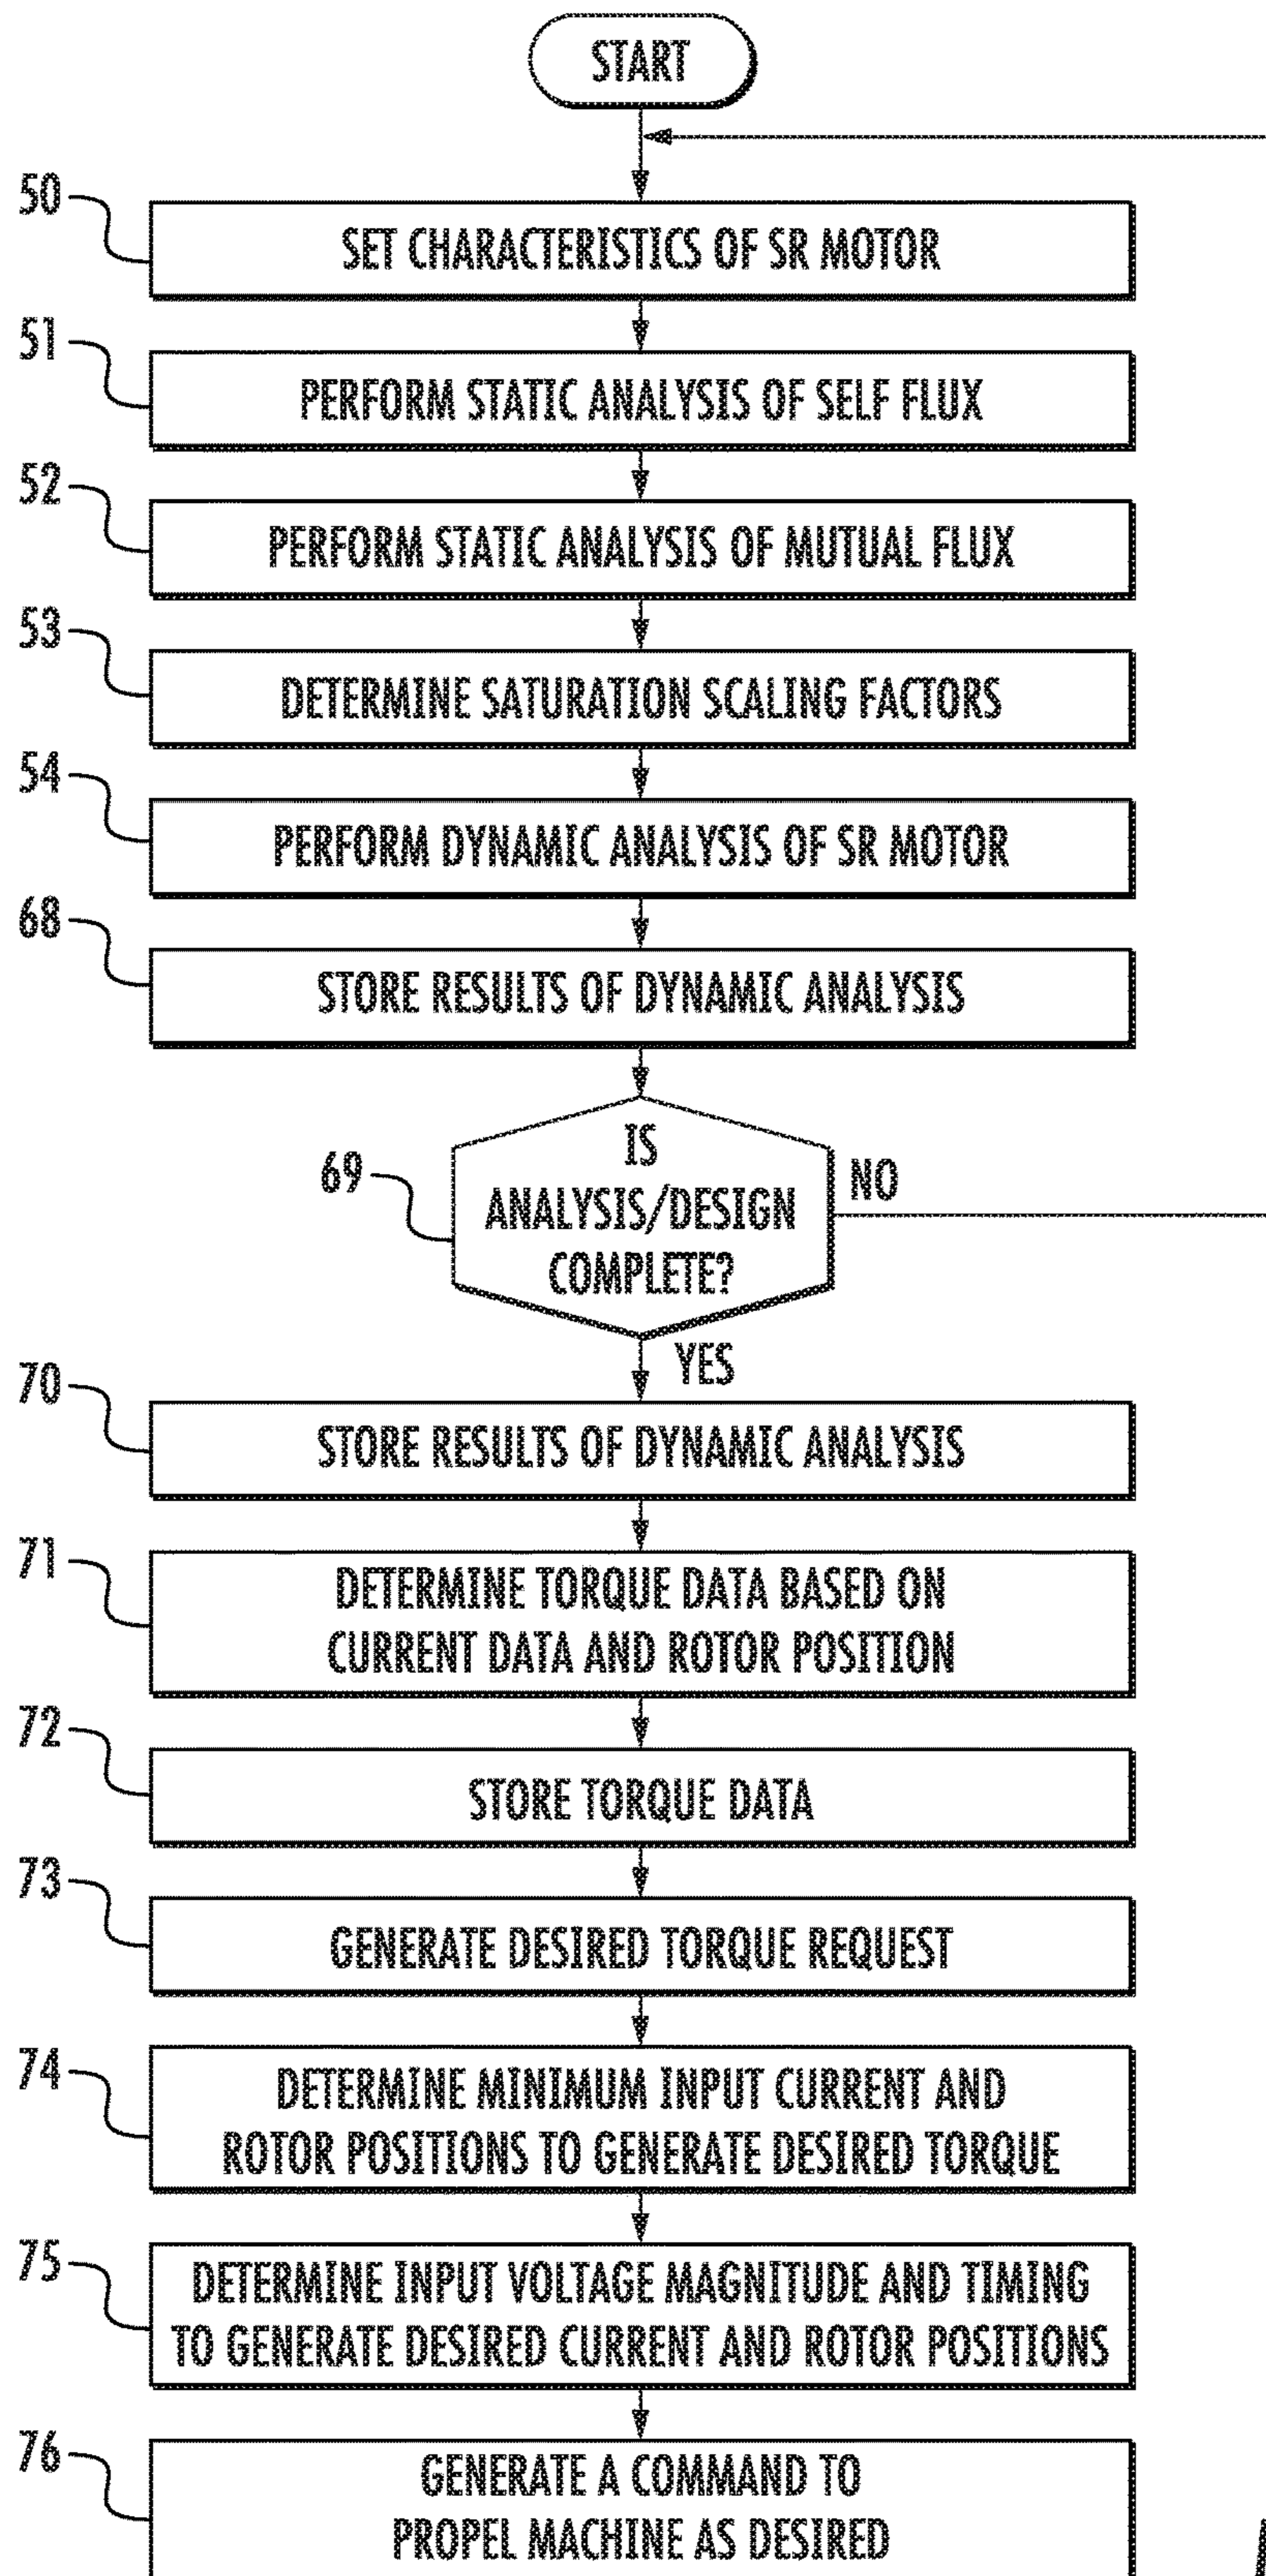 START
50
SET CHARACTERISTICS OF SR MOTOR
51
PERFORM STATIC ANALYSIS OF SELF FLUX
52
PERFORM STATIC ANALYSIS OF MUTUAL FLUX
53
DETERMINE SATURATION SCALING FACTORS
54
PERFORM DYNAMIC ANALYSIS OF SR MOTOR
68
STORE RESULTS OF DYNAMIC ANALYSIS
69
IS
ANALYSIS/DESIGN
COMPLETE?
NO
YES
70
STORE RESULTS OF DYNAMIC ANALYSIS
71
DETERMINE TORQUE DATA BASED ON
CURRENT DATA AND ROTOR POSITION
72
STORE TORQUE DATA
73
GENERATE DESIRED TORQUE REQUEST
74
DETERMINE MINIMUM INPUT CURRENT AND
ROTOR POSITIONS TO GENERATE DESIRED TORQUE
75
DETERMINE INPUT VOLTAGE MAGNITUDE AND TIMING
TO GENERATE DESIRED CURRENT AND ROTOR POSITIONS
76
GENERATE A COMMAND TO
PROPEL MACHINE AS DESIRED